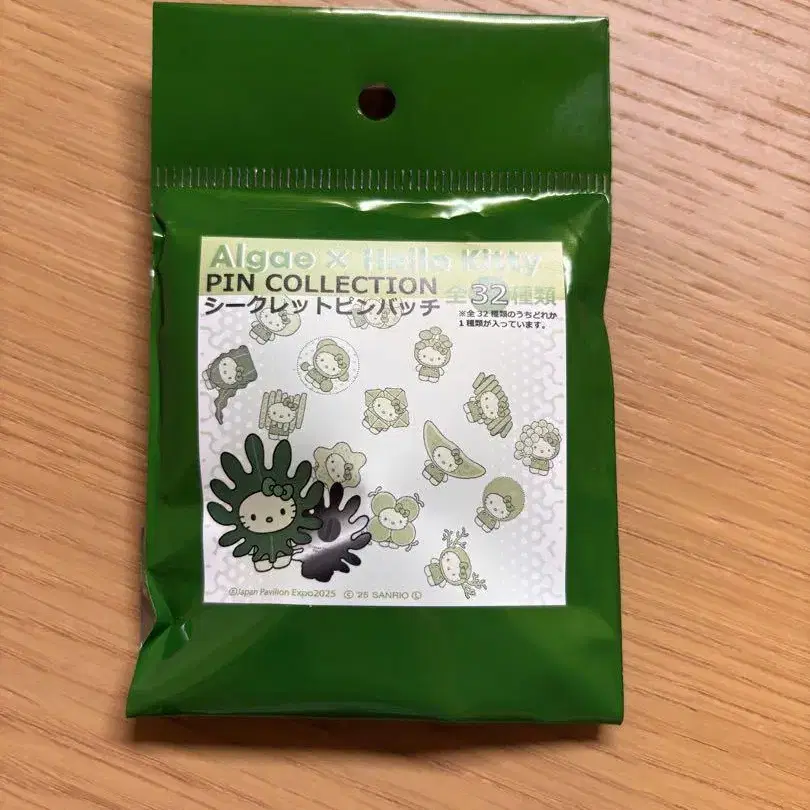 Algae × Hello Kitty
PIN COLLECTION
シークレットピンバッチ
全32種類
※全 32 種類のうちどれか
1 種類が入っています。
©Japan Pavilion Expo2025 © '25 SANRIO Ⓛ